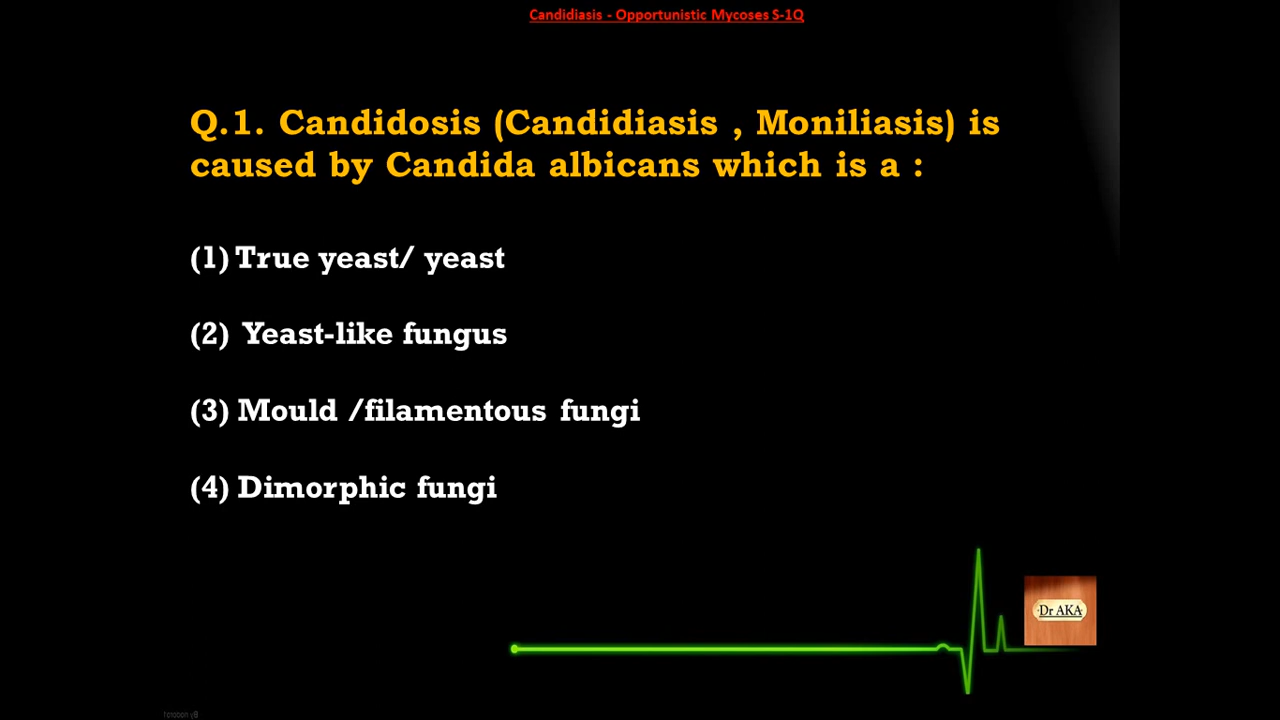 Candidiasis - Opportunistic Mycoses S-1Q
Q.1. Candidosis (Candidiasis , Moniliasis) is
caused by Candida albicans which is a :
(1) True yeast/ yeast
(2) Yeast-like fungus
(3) Mould /filamentous fungi
(4) Dimorphic fungi
Dr AKA